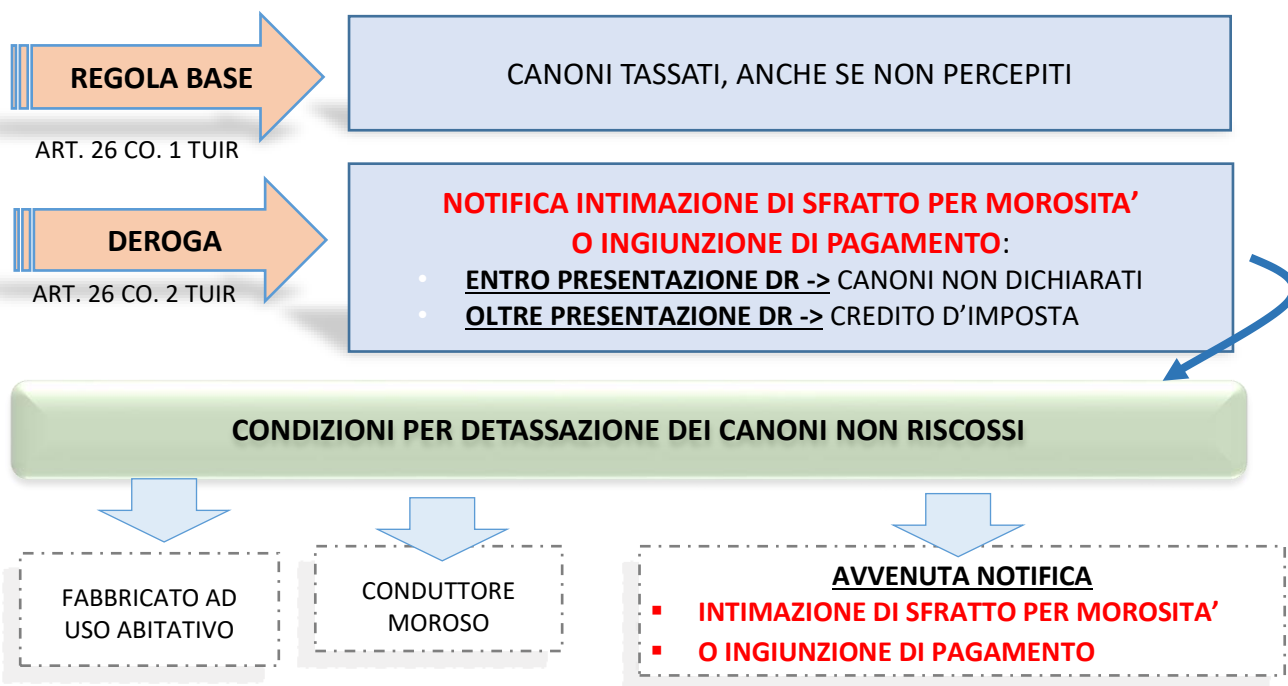 REGOLA BASE
CANONI TASSATI, ANCHE SE NON PERCEPITI
ART. 26 CO. 1 TUIR
DEROGA
ART. 26 CO. 2 TUIR
NOTIFICA INTIMAZIONE DI SFRATTO PER MOROSITA’
O INGIUNZIONE DI PAGAMENTO:
• ENTRO PRESENTAZIONE DR -> CANONI NON DICHIARATI
• OLTRE PRESENTAZIONE DR -> CREDITO D’IMPOSTA
CONDIZIONI PER DETASSAZIONE DEI CANONI NON RISCOSSI
FABBRICATO AD
USO ABITATIVO
CONDUTTORE
MOROSO
AVVENUTA NOTIFICA
▪ INTIMAZIONE DI SFRATTO PER MOROSITA’
▪ O INGIUNZIONE DI PAGAMENTO